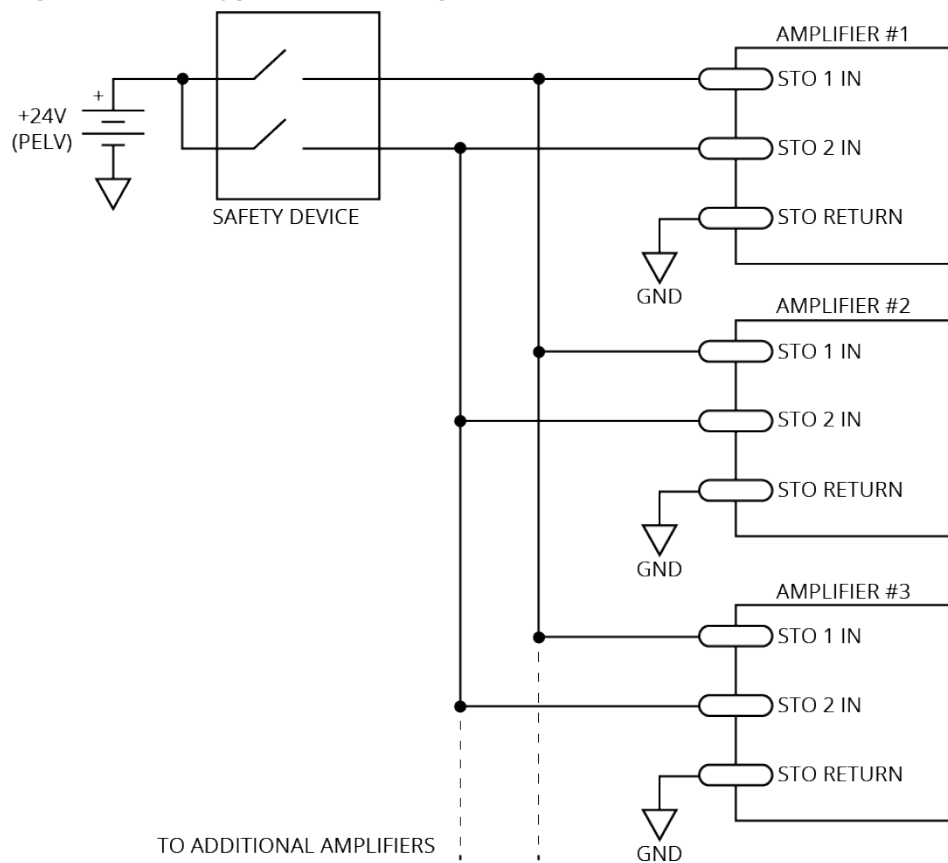 AMPLIFIER #1
STO 1 IN
+
+24V
(PELV)
STO 2 IN
SAFETY DEVICE
STO RETURN
GND
AMPLIFIER #2
STO 1 IN
STO 2 IN
STO RETURN
GND
AMPLIFIER #3
STO 1 IN
STO 2 IN
STO RETURN
TO ADDITIONAL AMPLIFIERS
GND